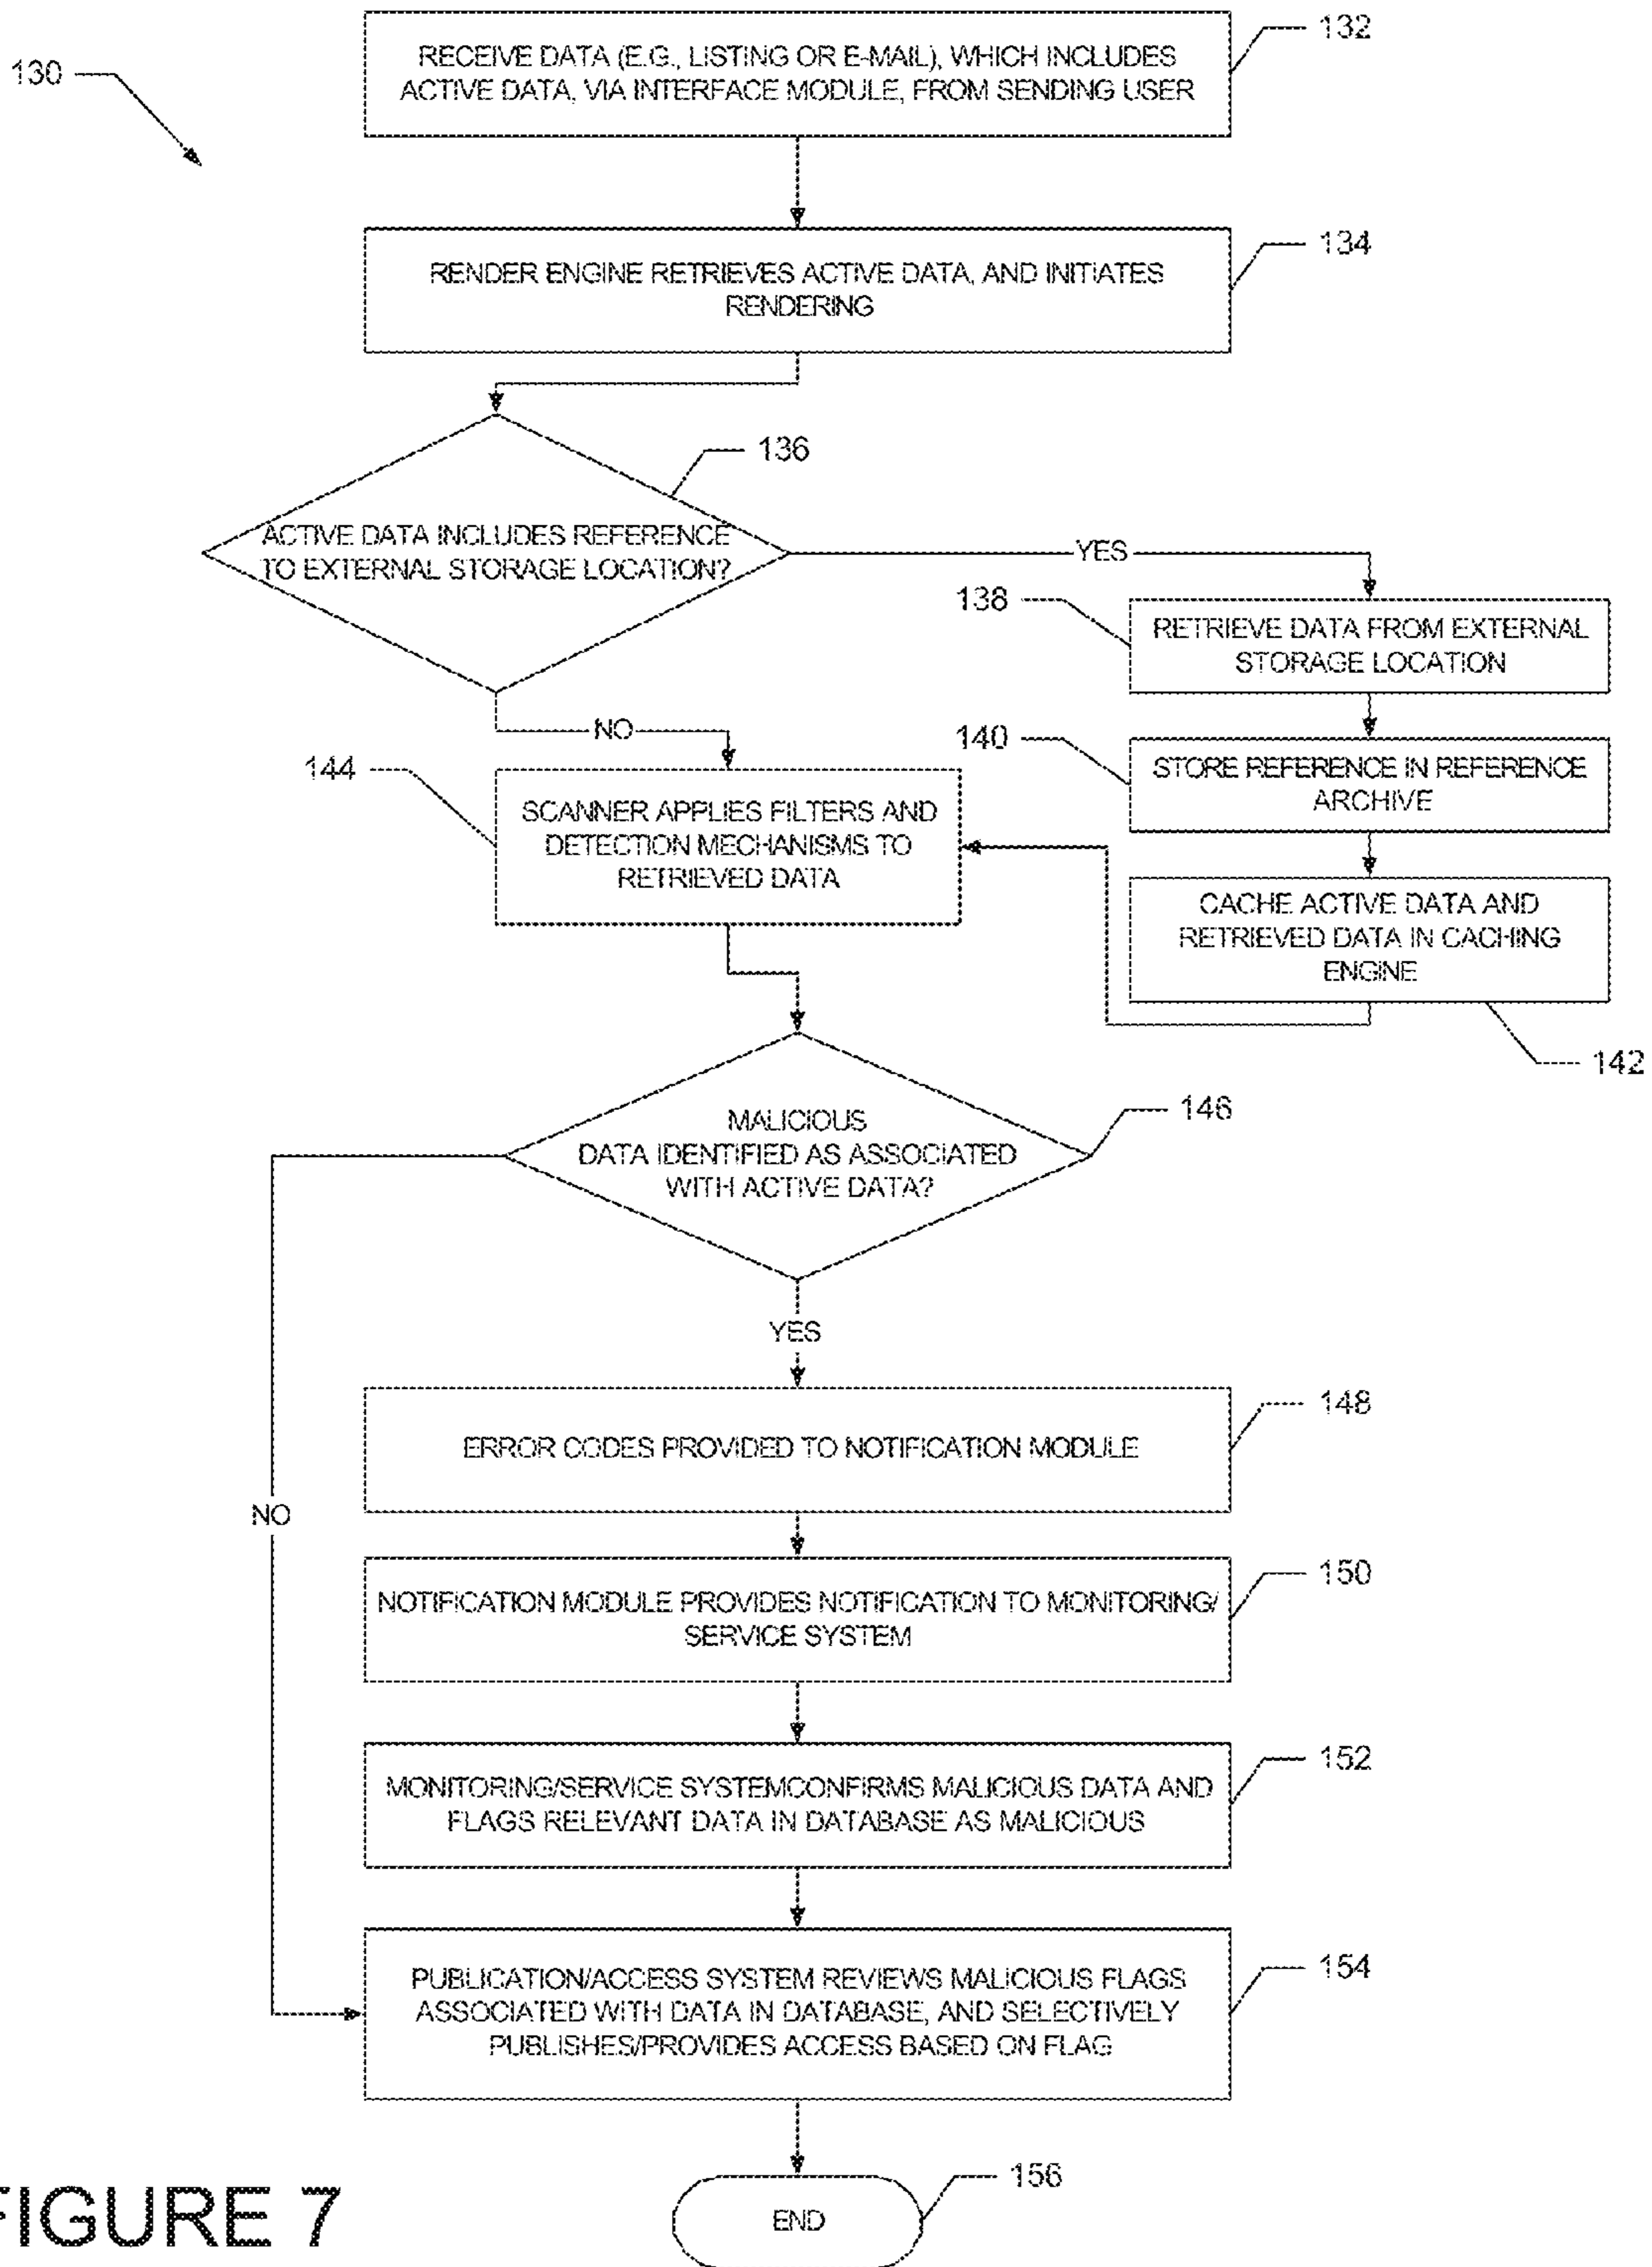 130
132
RECEIVE DATA (E.G., LISTING OR E-MAIL), WHICH INCLUDES
ACTIVE DATA, VIA INTERFACE MODULE, FROM SENDING USER
134
RENDER ENGINE RETRIEVES ACTIVE DATA, AND INITIATES
RENDERING
136
ACTIVE DATA INCLUDES REFERENCE
TO EXTERNAL STORAGE LOCATION?
YES
138
RETRIEVE DATA FROM EXTERNAL
STORAGE LOCATION
NO
140
STORE REFERENCE IN REFERENCE
ARCHIVE
144
SCANNER APPLIES FILTERS AND
DETECTION MECHANISMS TO
RETRIEVED DATA
CACHE ACTIVE DATA AND
RETRIEVED DATA IN CACHING
ENGINE
142
146
MALICIOUS
DATA IDENTIFIED AS ASSOCIATED
WITH ACTIVE DATA?
YES
148
ERROR CODES PROVIDED TO NOTIFICATION MODULE
NO
150
NOTIFICATION MODULE PROVIDES NOTIFICATION TO MONITORING/
SERVICE SYSTEM
152
MONITORING/SERVICE SYSTEMCONFIRMS MALICIOUS DATA AND
FLAGS RELEVANT DATA IN DATABASE AS MALICIOUS
154
PUBLICATION/ACCESS SYSTEM REVIEWS MALICIOUS FLAGS
ASSOCIATED WITH DATA IN DATABASE, AND SELECTIVELY
PUBLISHES/PROVIDES ACCESS BASED ON FLAG
156
END
FIGURE 7